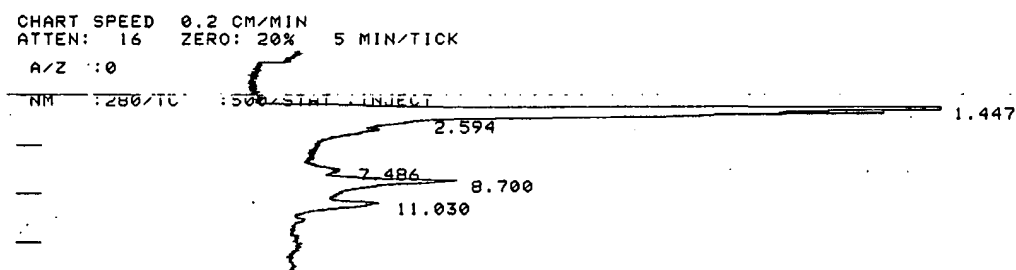 CHART SPEED 0.2 CM/MIN
ATTEN: 16 ZERO: 20% 5 MIN/TICK
A/Z :0
NM :280/TC :500/STAT :INJECT
1.447
2.594
7.486
8.700
11.030